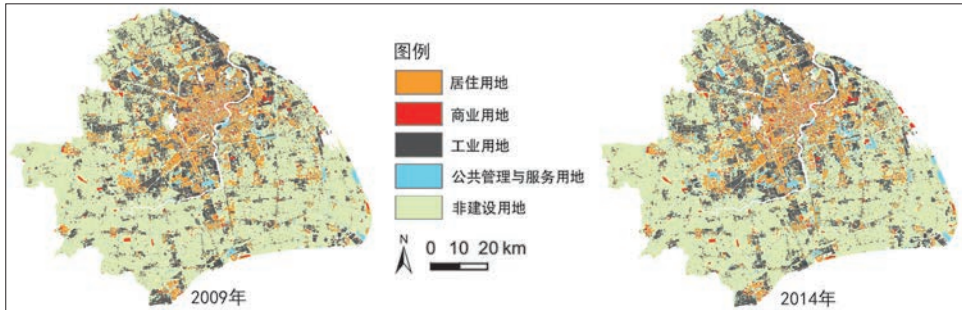 图例
居住用地
商业用地
工业用地
公共管理与服务用地
非建设用地
N
0 10 20 km
2009年
2014年